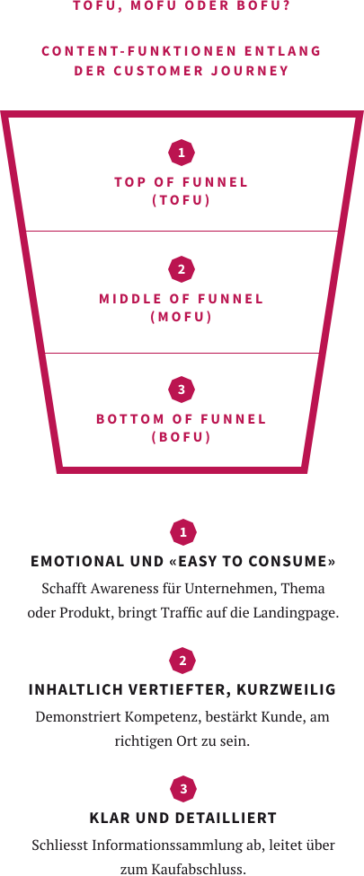 TOFU, MOFU ODER BOFU?
CONTENT-FUNKTIONEN ENTLANG
DER CUSTOMER JOURNEY
1
TOP OF FUNNEL
(TOFU)
2
MIDDLE OF FUNNEL
(MOFU)
3
BOTTOM OF FUNNEL
(BOFU)
1
EMOTIONAL UND «EASY TO CONSUME»
Schafft Awareness für Unternehmen, Thema
oder Produkt, bringt Traffic auf die Landingpage.
2
INHALTLICH VERTIEFTER, KURZWEILIG
Demonstriert Kompetenz, bestärkt Kunde, am
richtigen Ort zu sein.
3
KLAR UND DETAILLIERT
Schliesst Informationssammlung ab, leitet über
zum Kaufabschluss.